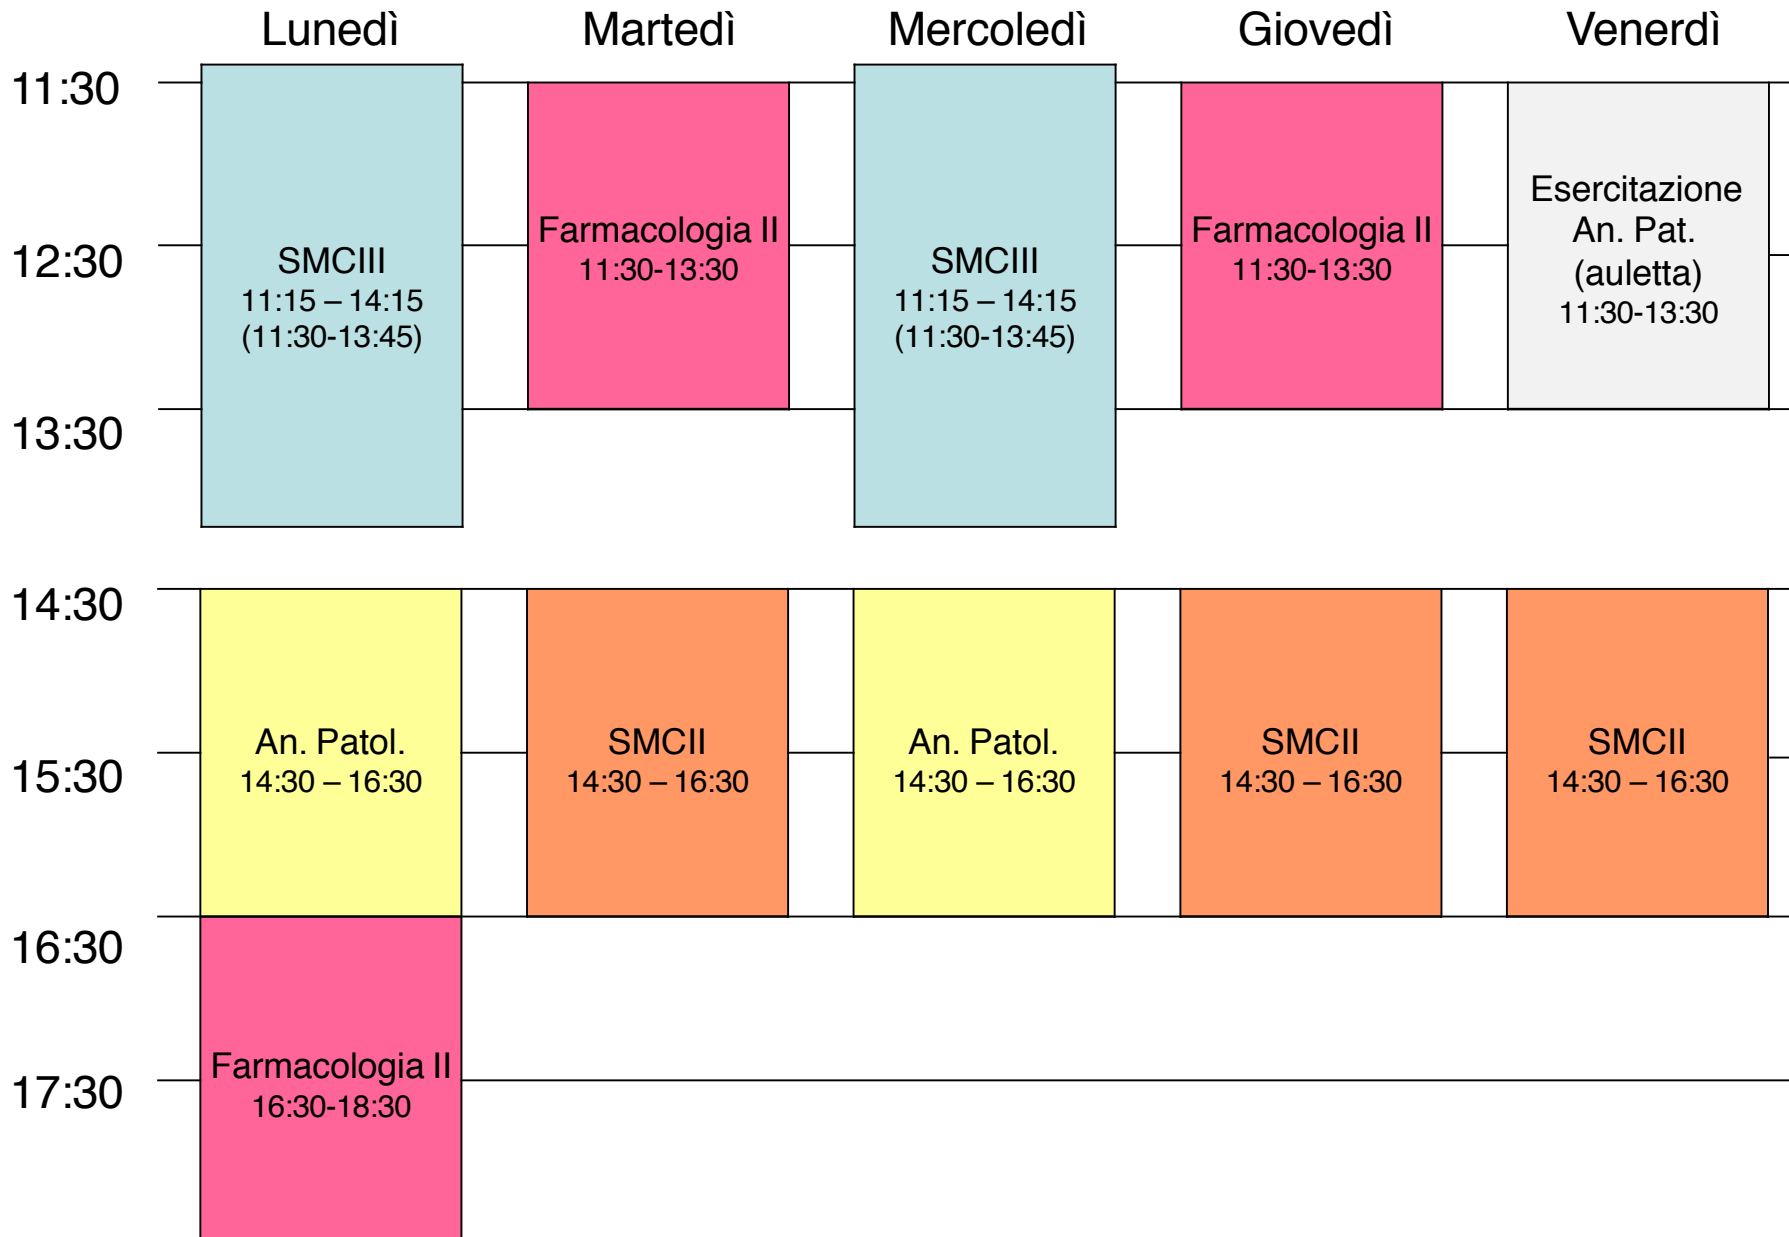 Lunedì
Martedì
Mercoledì
Giovedì
Venerdì
11:30
12:30
13:30
14:30
15:30
16:30
17:30
SMCIII
11:15 – 14:15
(11:30-13:45)
Farmacologia II
11:30-13:30
SMCIII
11:15 – 14:15
(11:30-13:45)
Farmacologia II
11:30-13:30
Esercitazione
An. Pat.
(auletta)
11:30-13:30
An. Patol.
14:30 – 16:30
SMCII
14:30 – 16:30
An. Patol.
14:30 – 16:30
SMCII
14:30 – 16:30
SMCII
14:30 – 16:30
Farmacologia II
16:30-18:30